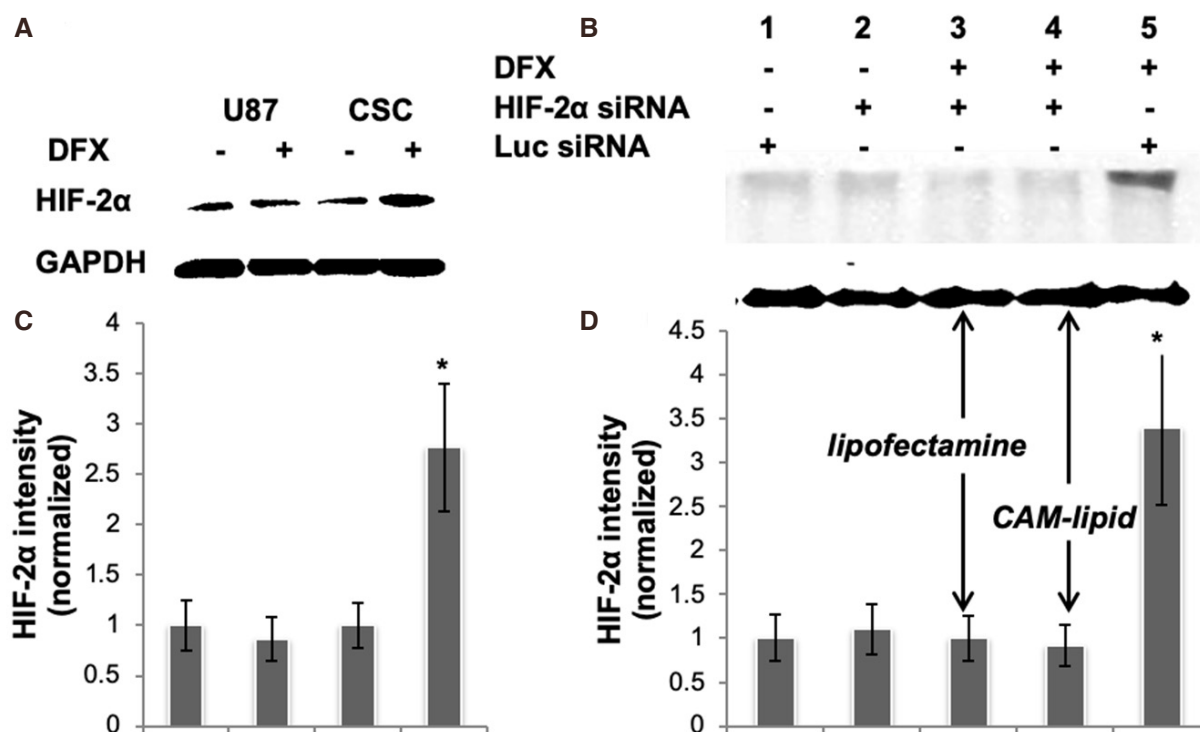 A
U87 CSC
DFX - + - +
HIF-2α
GAPDH
B
1 2 3 4 5
DFX - - + + +
HIF-2α siRNA - + + + -
Luc siRNA + - - - +
-
C
HIF-2α intensity
(normalized)
4
3.5
3
2.5
2
1.5
1
0.5
0
*
D
HIF-2α intensity
(normalized)
4.5
4
3.5
3
2.5
2
1.5
1
0.5
0
lipofectamine
CAM-lipid
*